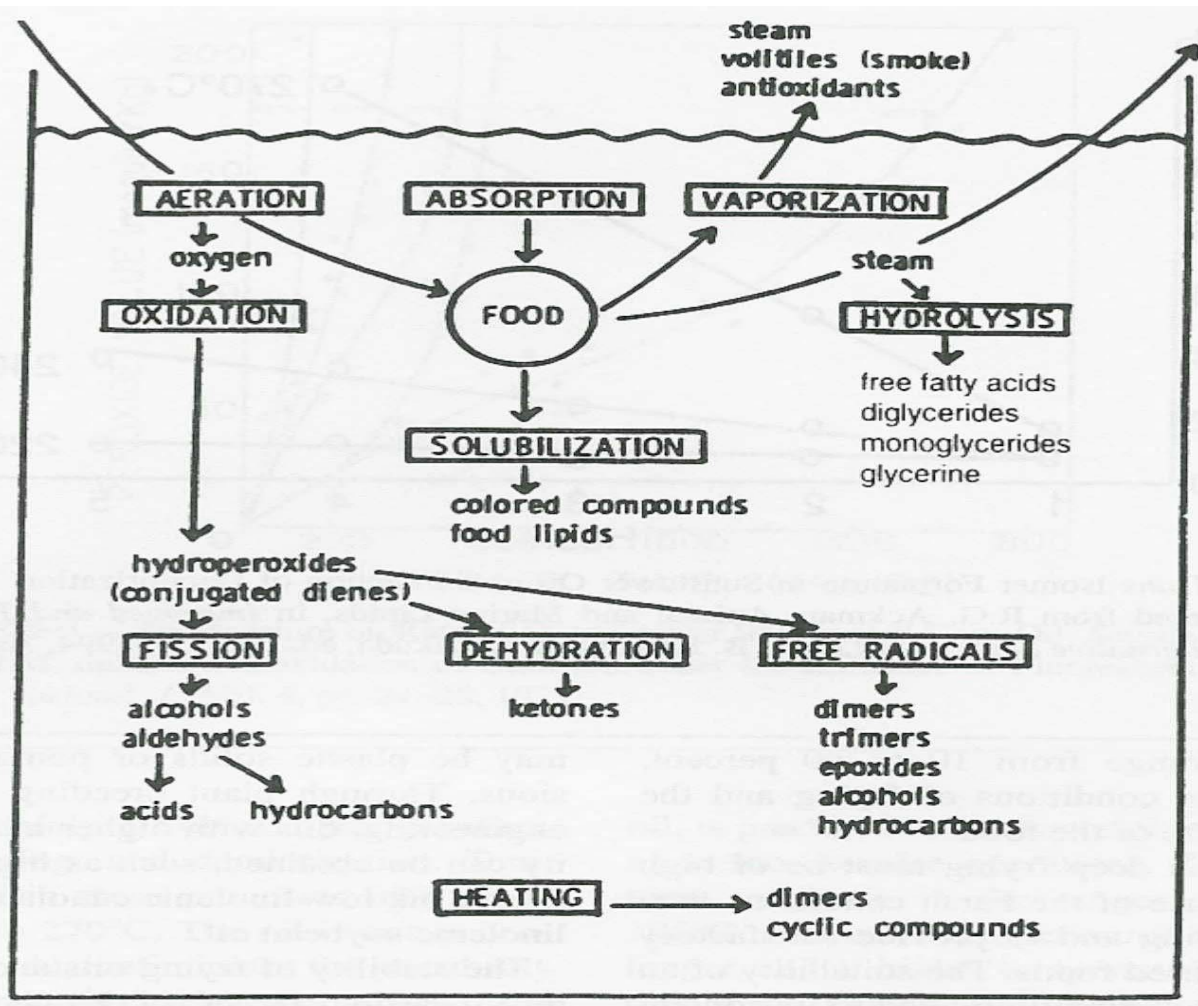 steam
volitiles (smoke)
antioxidants
AERATION
ABSORPTION
VAPORIZATION
oxygen
steam
OXIDATION
FOOD
HYDROLYSIS
free fatty acids
diglycerides
monoglycerides
glycerine
SOLUBILIZATION
colored compounds
food lipids
hydroperoxides
(conjugated dienes)
FISSION
DEHYDRATION
FREE RADICALS
alcohols
aldehydes
ketones
dimers
trimers
epoxides
alcohols
hydrocarbons
acids
hydrocarbons
HEATING
dimers
cyclic compounds